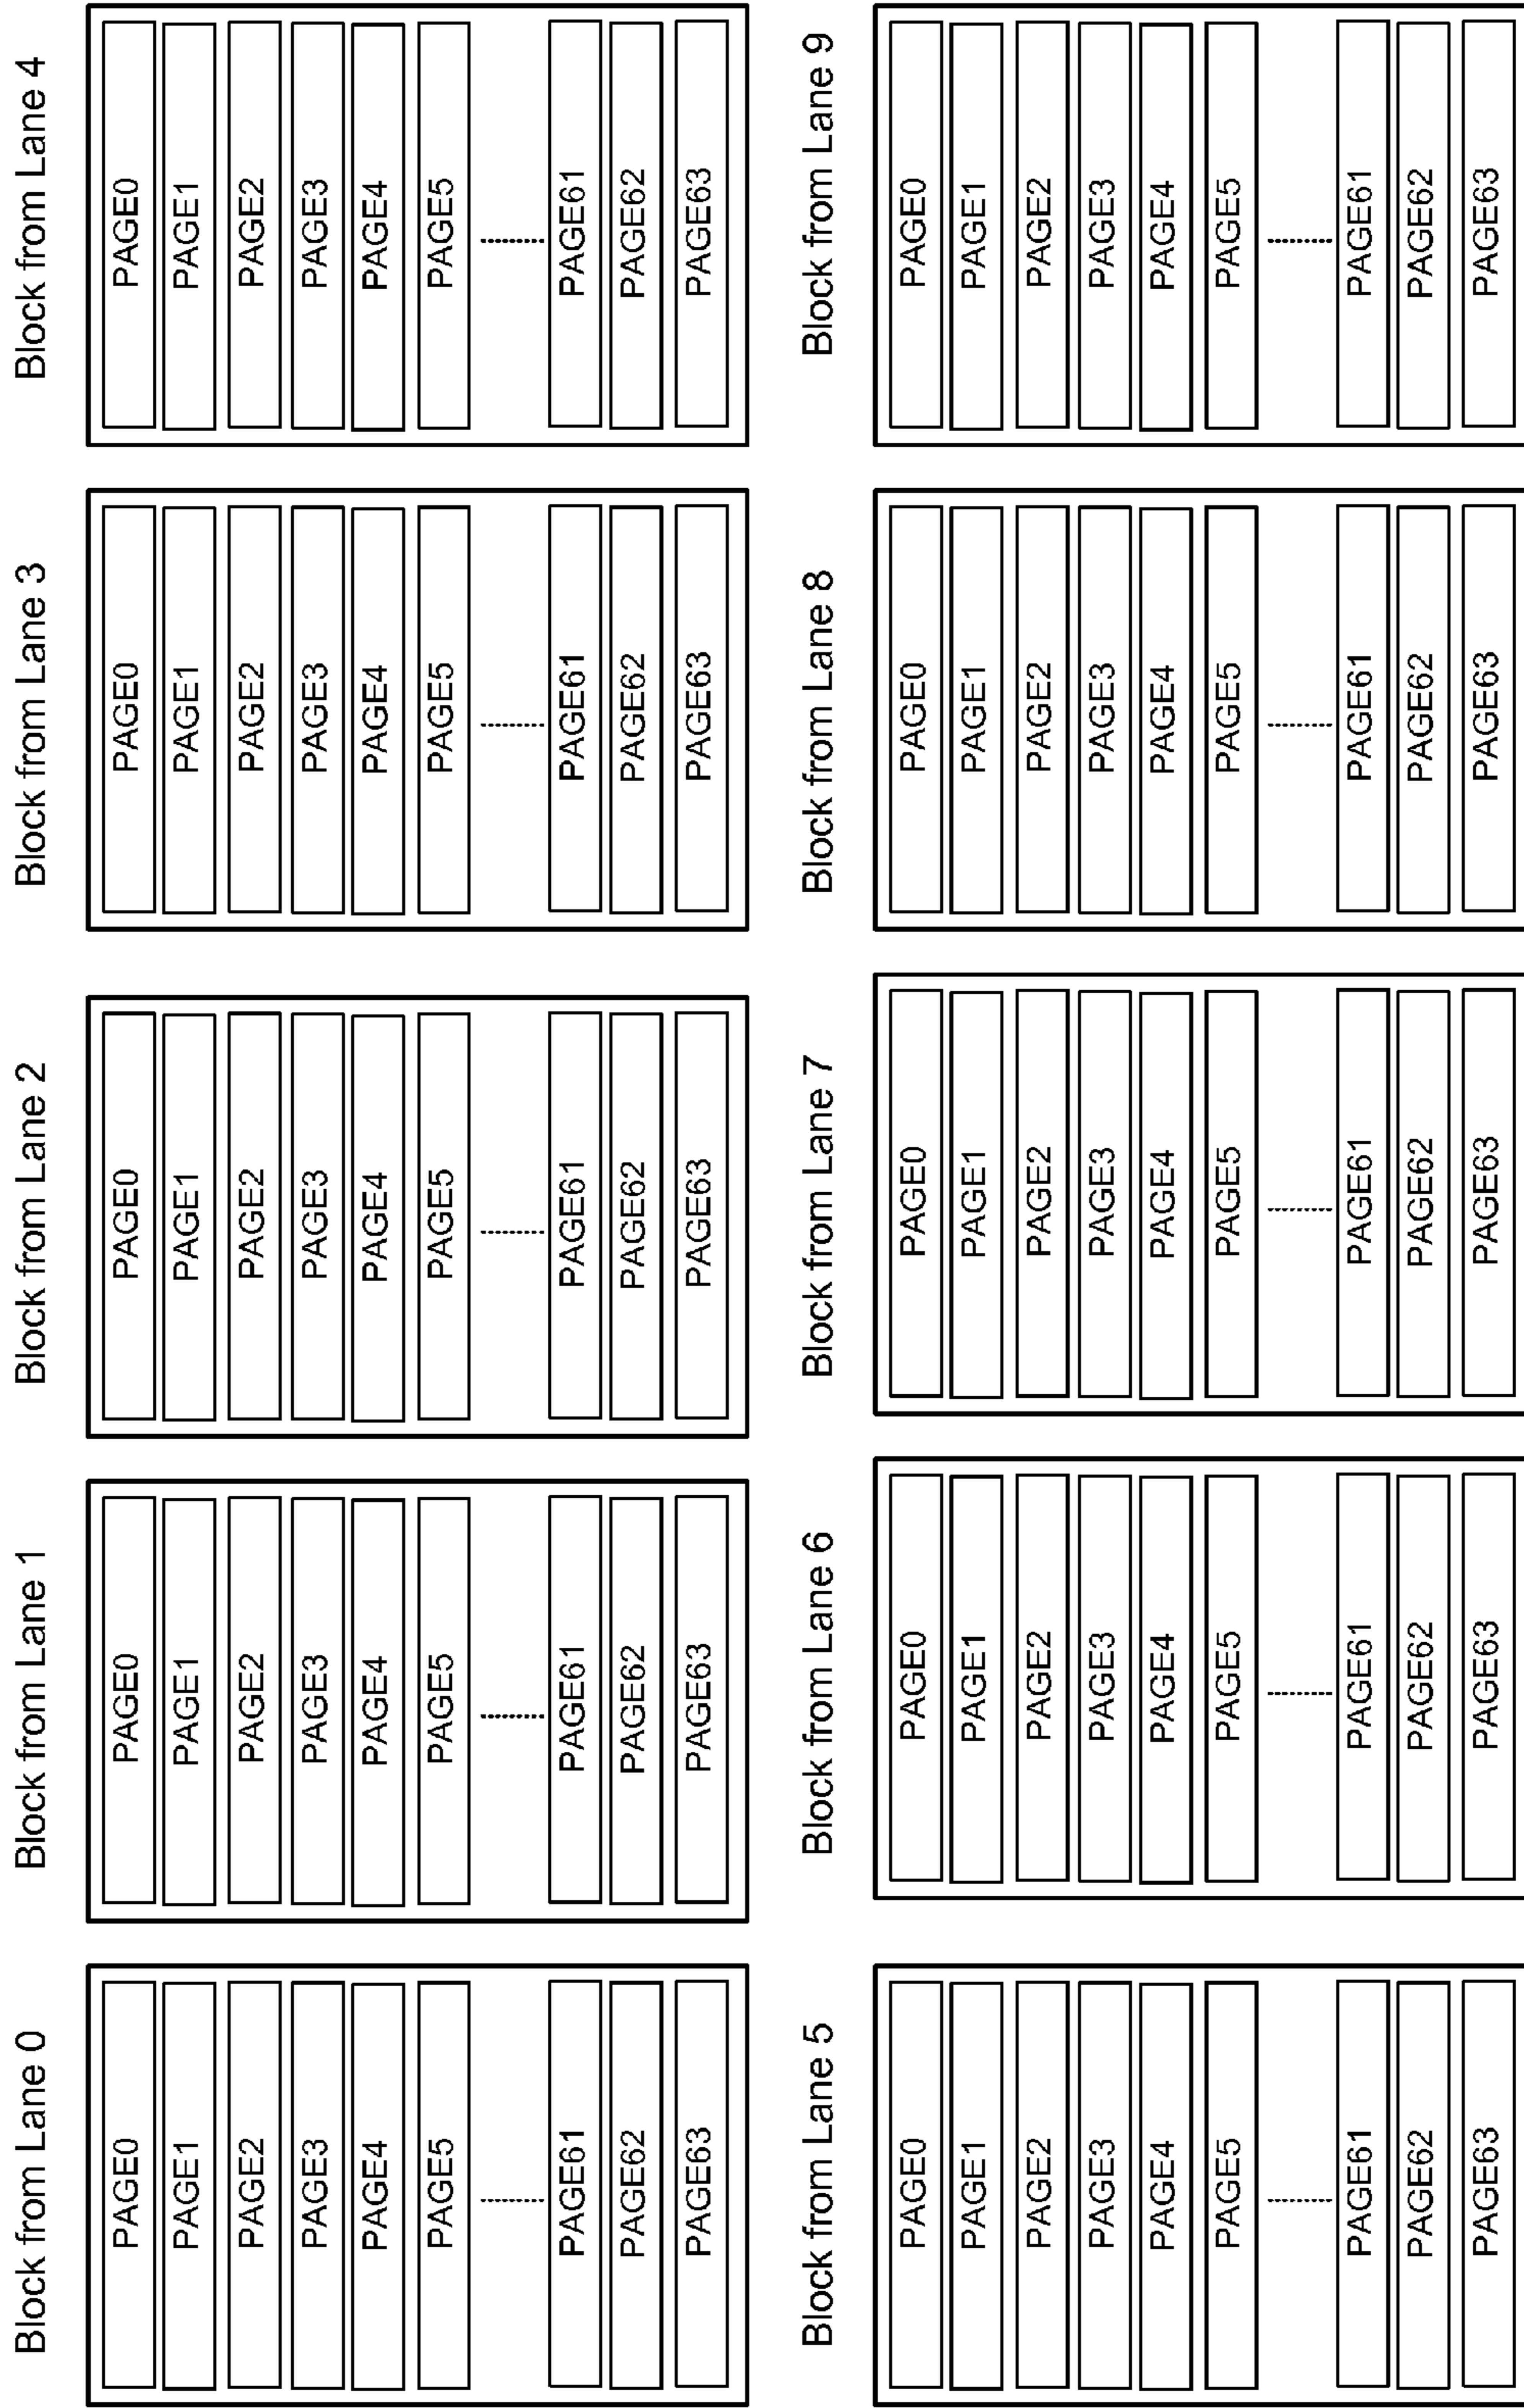 Block from Lane 0
PAGE0
PAGE1
PAGE2
PAGE3
PAGE4
PAGE5
PAGE61
PAGE62
PAGE63
Block from Lane 1
PAGE0
PAGE1
PAGE2
PAGE3
PAGE4
PAGE5
PAGE61
PAGE62
PAGE63
Block from Lane 2
PAGE0
PAGE1
PAGE2
PAGE3
PAGE4
PAGE5
PAGE61
PAGE62
PAGE63
Block from Lane 3
PAGE0
PAGE1
PAGE2
PAGE3
PAGE4
PAGE5
PAGE61
PAGE62
PAGE63
Block from Lane 4
PAGE0
PAGE1
PAGE2
PAGE3
PAGE4
PAGE5
PAGE61
PAGE62
PAGE63
Block from Lane 5
PAGE0
PAGE1
PAGE2
PAGE3
PAGE4
PAGE5
PAGE61
PAGE62
PAGE63
Block from Lane 6
PAGE0
PAGE1
PAGE2
PAGE3
PAGE4
PAGE5
PAGE61
PAGE62
PAGE63
Block from Lane 7
PAGE0
PAGE1
PAGE2
PAGE3
PAGE4
PAGE5
PAGE61
PAGE62
PAGE63
Block from Lane 8
PAGE0
PAGE1
PAGE2
PAGE3
PAGE4
PAGE5
PAGE61
PAGE62
PAGE63
Block from Lane 9
PAGE0
PAGE1
PAGE2
PAGE3
PAGE4
PAGE5
PAGE61
PAGE62
PAGE63